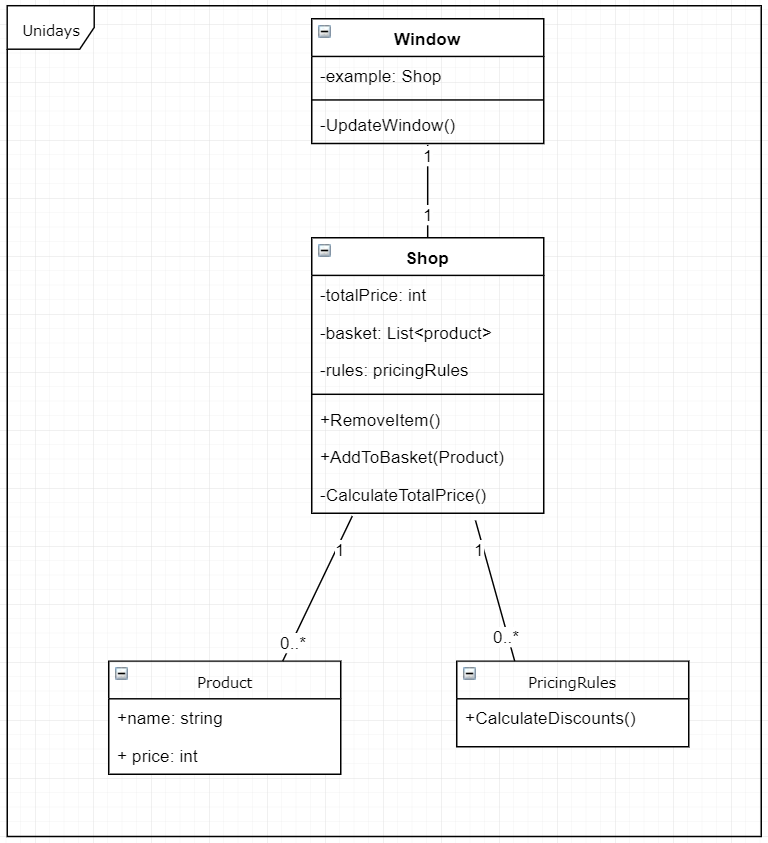 Unidays
Window
-example: Shop
-UpdateWindow()
1
1
Shop
-totalPrice: int
-basket: List<product>
-rules: pricingRules
+RemoveItem()
+AddToBasket(Product)
-CalculateTotalPrice()
1
1
0..*
0..*
Product
+name: string
+ price: int
PricingRules
+CalculateDiscounts()